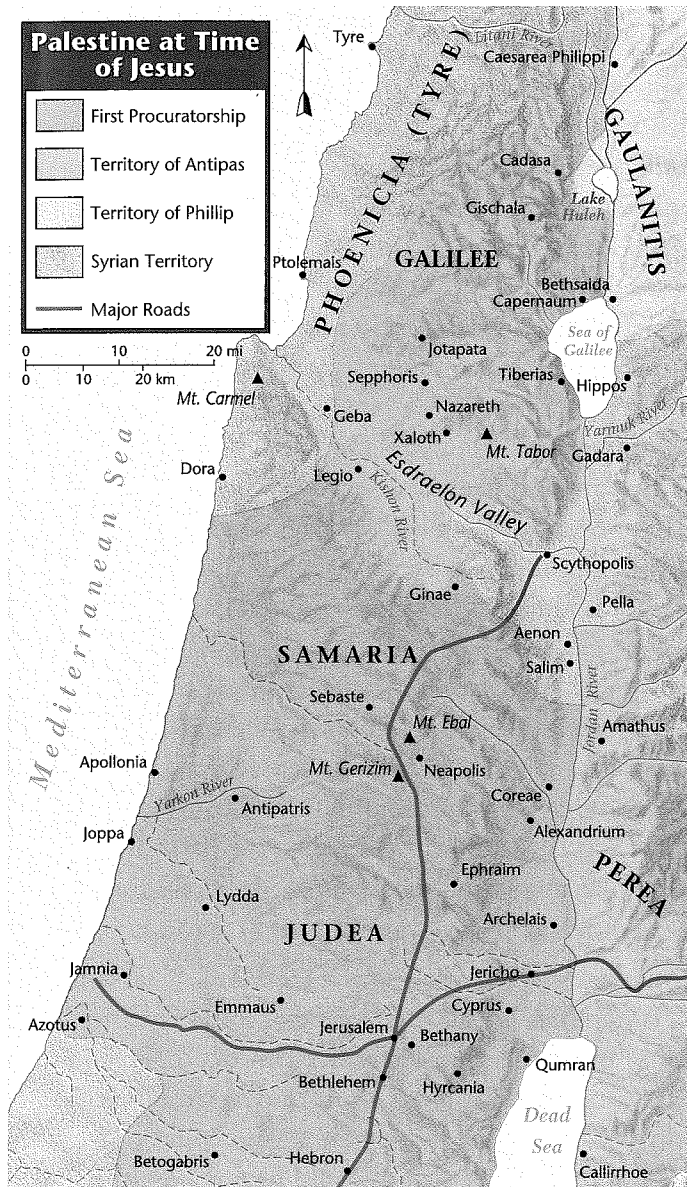 Palestine at Time
of Jesus
First Procuratorship
Territory of Antipas
Territory of Phillip
Syrian Territory
Major Roads
0 10 20 mi
0 10 20 km
Tyre
Litani River
Caesarea Philippi
PHOENICIA (TYRE)
GAULANITIS
Cadasa
Lake
Huleh
Gischala
GALILEE
Ptolemais
Bethsaida
Capernaum
Sea of
Galilee
Jotapata
Sepphoris
Tiberias
Hippos
Mt. Carmel
Geba
Nazareth
Xaloth
Mt. Tabor
Yarmuk River
Gadara
Dora
Legio
Esdraelon Valley
Kishon River
Mediterranean Sea
Scythopolis
Ginae
Pella
Aenon
SAMARIA
Salim
Jordan River
Sebaste
Mt. Ebal
Amathus
Apollonia
Mt. Gerizim
Neapolis
Yarkon River
Antipatris
Coreae
Joppa
Alexandrium
PEREA
Ephraim
Lydda
Archelais
JUDEA
Jamnia
Jericho
Emmaus
Cyprus
Azotus
Jerusalem
Bethany
Qumran
Bethlehem
Hyrcania
Dead
Sea
Betogabris
Hebron
Callirrhoe